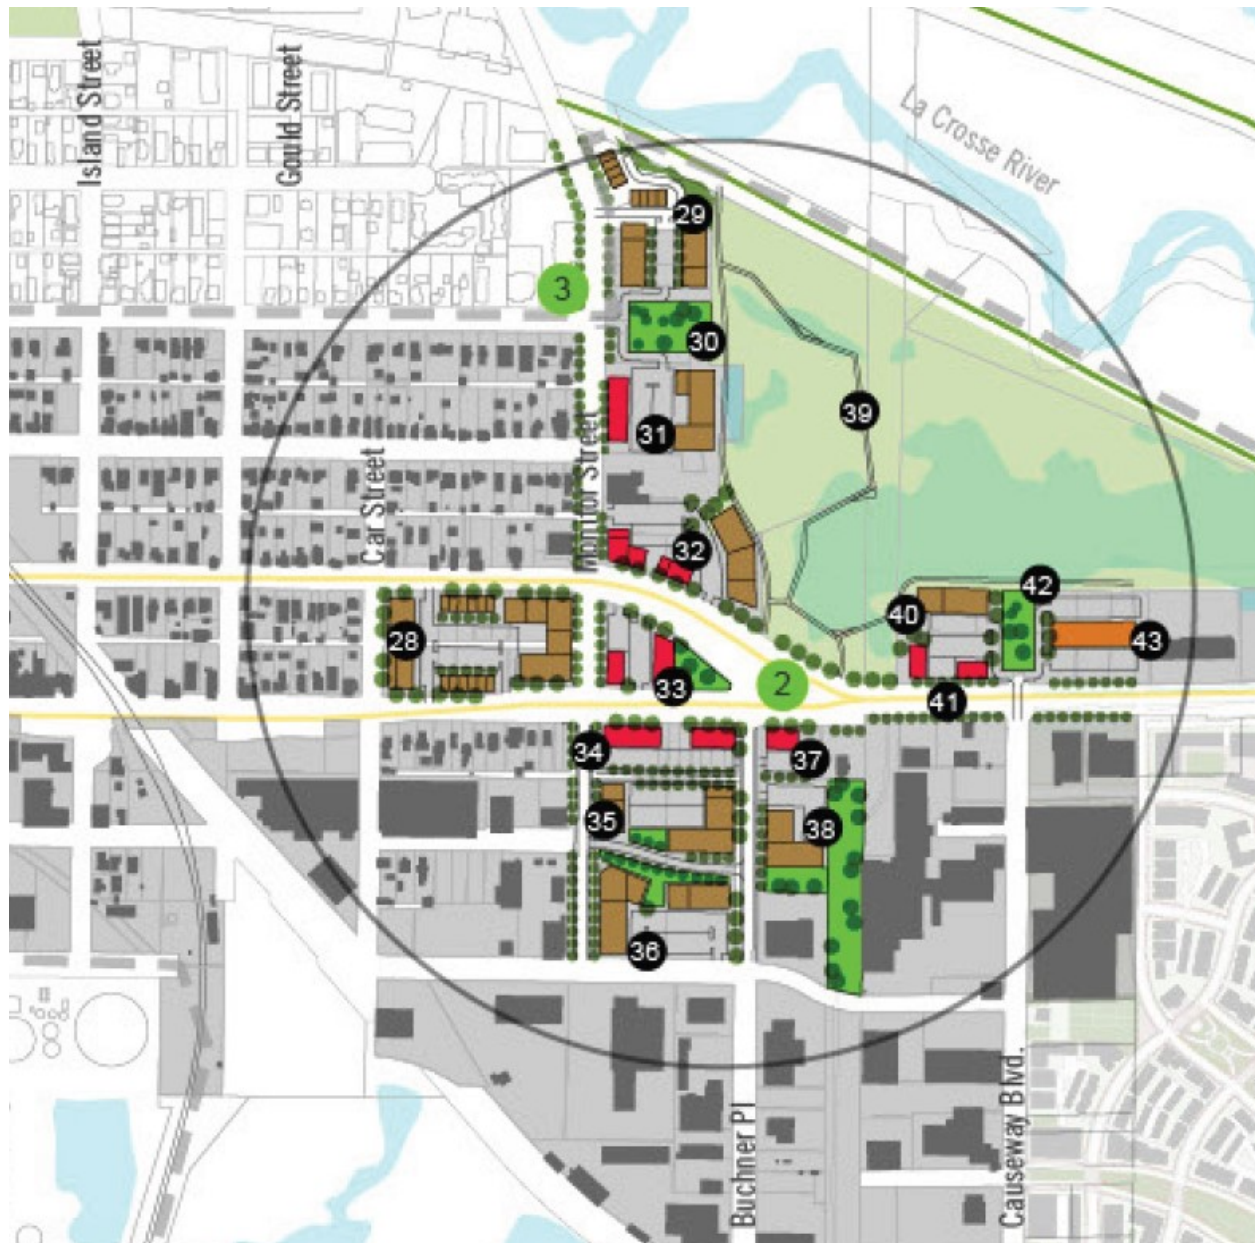 Island Street
Gould Street
La Crosse River
29
3
30
39
31
Car Street
Monitor Street
32
42
40
28
43
33
2
41
34
37
35
38
36
Buchner Pl
Causeway Blvd.